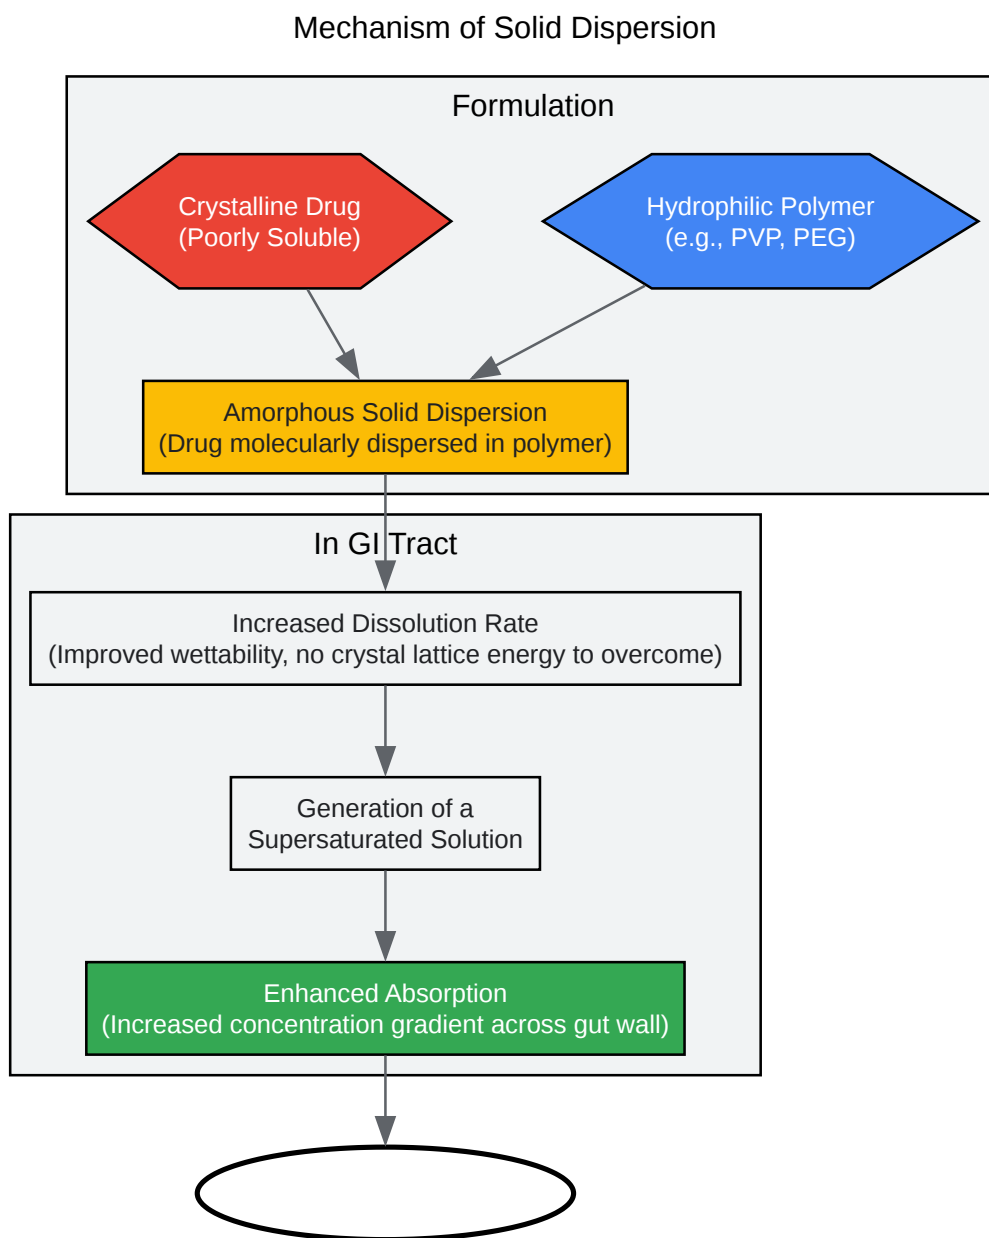 Mechanism of Solid Dispersion
Formulation
Crystalline Drug
(Poorly Soluble)
Hydrophilic Polymer
(e.g., PVP, PEG)
Amorphous Solid Dispersion
(Drug molecularly dispersed in polymer)
In GI Tract
Increased Dissolution Rate
(Improved wettability, no crystal lattice energy to overcome)
Generation of a
Supersaturated Solution
Enhanced Absorption
(Increased concentration gradient across gut wall)